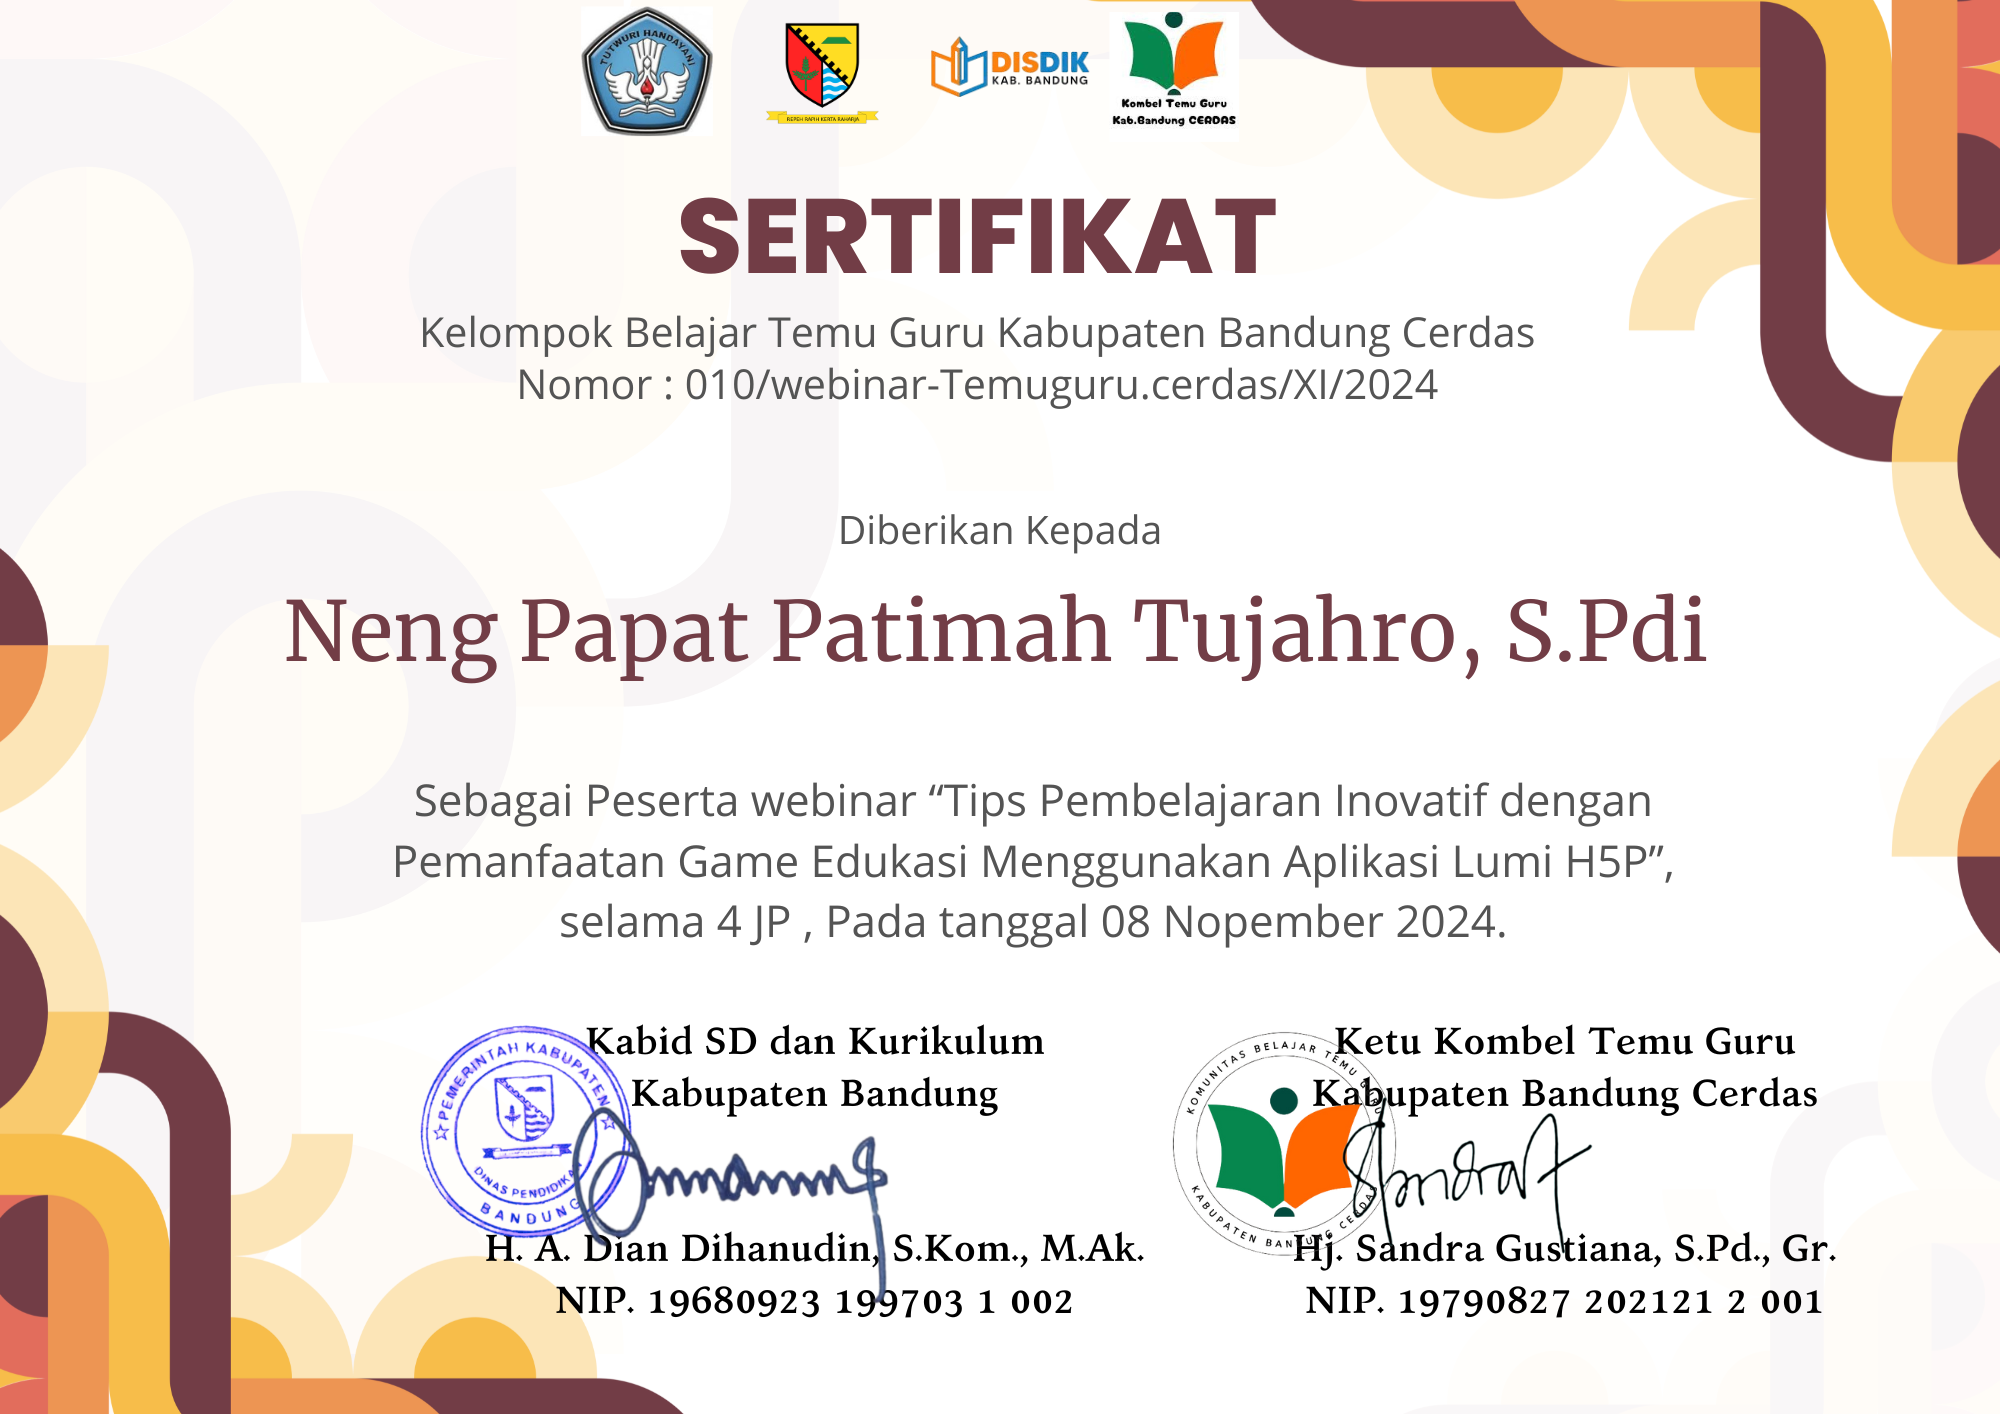 TUTWURI HANDAYANI
REPEH RAPIH KERTA RAHARJA
DISDIK
KAB. BANDUNG
Kombel Temu Guru
Kab.Bandung CERDAS
SERTIFIKAT
Kelompok Belajar Temu Guru Kabupaten Bandung Cerdas
Nomor : 010/webinar-Temuguru.cerdas/XI/2024
Diberikan Kepada
Neng Papat Patimah Tujahro, S.Pdi
Sebagai Peserta webinar “Tips Pembelajaran Inovatif dengan
Pemanfaatan Game Edukasi Menggunakan Aplikasi Lumi H5P”,
selama 4 JP , Pada tanggal 08 Nopember 2024.
Kabid SD dan Kurikulum
Kabupaten Bandung
PEMERINTAH KABUPATEN
DINAS PENDIDIKAN
BANDUNG
H. A. Dian Dihanudin, S.Kom., M.Ak.
NIP. 19680923 199703 1 002
Ketu Kombel Temu Guru
Kabupaten Bandung Cerdas
KOMUNITAS BELAJAR TEMU GURU
KABUPATEN BANDUNG CERDAS
Hj. Sandra Gustiana, S.Pd., Gr.
NIP. 19790827 202121 2 001